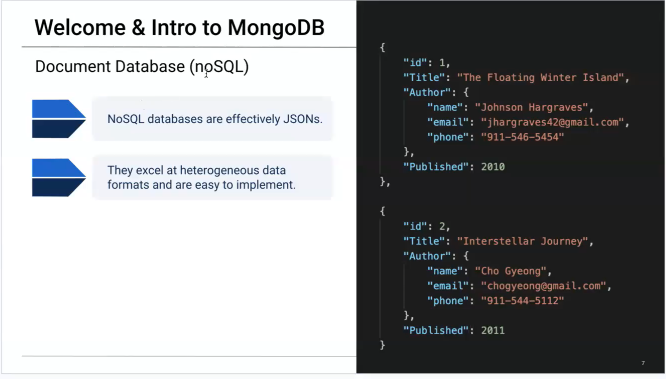 Welcome & Intro to MongoDB
Document Database (noSQL)
NoSQL databases are effectively JSONs.
They excel at heterogeneous data
formats and are easy to implement.
{
"id": 1,
"Title": "The Floating Winter Island",
"Author": {
"name": "Johnson Hargraves",
"email": "jhargraves42@gmail.com",
"phone": "911-546-5454"
},
"Published": 2010
},
{
"id": 2,
"Title": "Interstellar Journey",
"Author": {
"name": "Cho Gyeong",
"email": "chogyeong@gmail.com",
"phone": "911-544-5112"
},
"Published": 2011
}
7